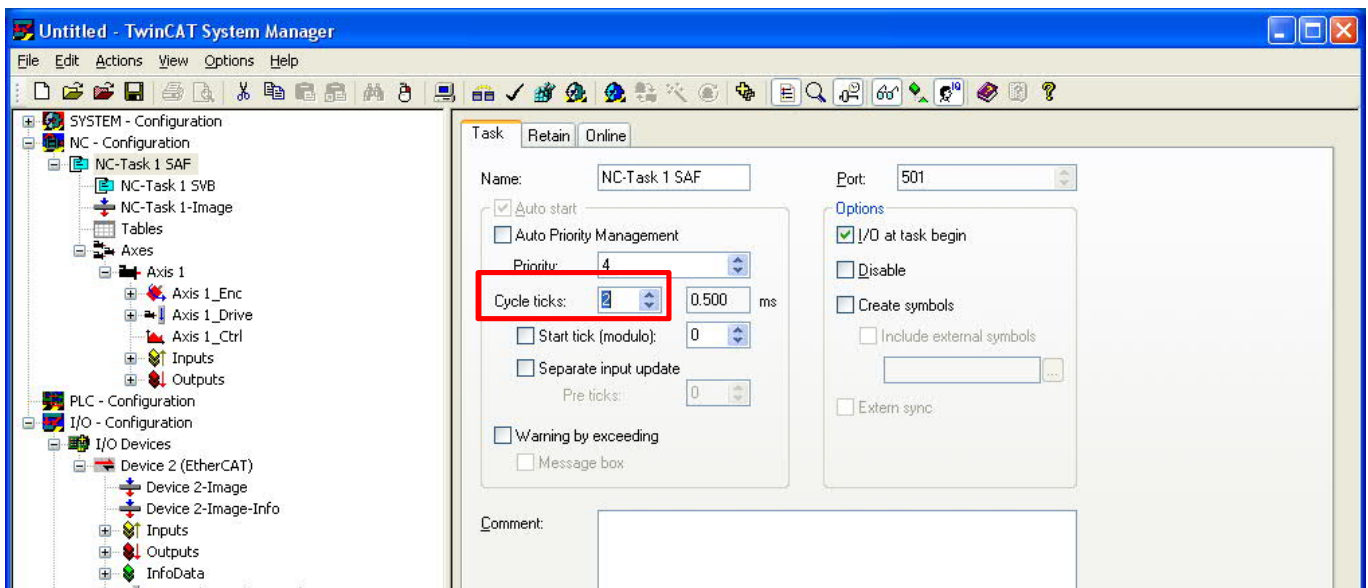 Untitled - TwinCAT System Manager
File Edit Actions View Options Help
SYSTEM - Configuration
NC - Configuration
NC-Task 1 SAF
NC-Task 1 SVB
NC-Task 1-Image
Tables
Axes
Axis 1
Axis 1_Enc
Axis 1_Drive
Axis 1_Ctrl
Inputs
Outputs
PLC - Configuration
I/O - Configuration
I/O Devices
Device 2 (EtherCAT)
Device 2-Image
Device 2-Image-Info
Inputs
Outputs
InfoData
Task Retain Online
Name: NC-Task 1 SAF
Port: 501
Auto start
Auto Priority Management
Priority: 4
Cycle ticks: 2 0.500 ms
Start tick (modulo): 0
Separate input update
Pre ticks: 0
Warning by exceeding
Message box
Options
I/O at task begin
Disable
Create symbols
Include external symbols
...
Extern sync
Comment: